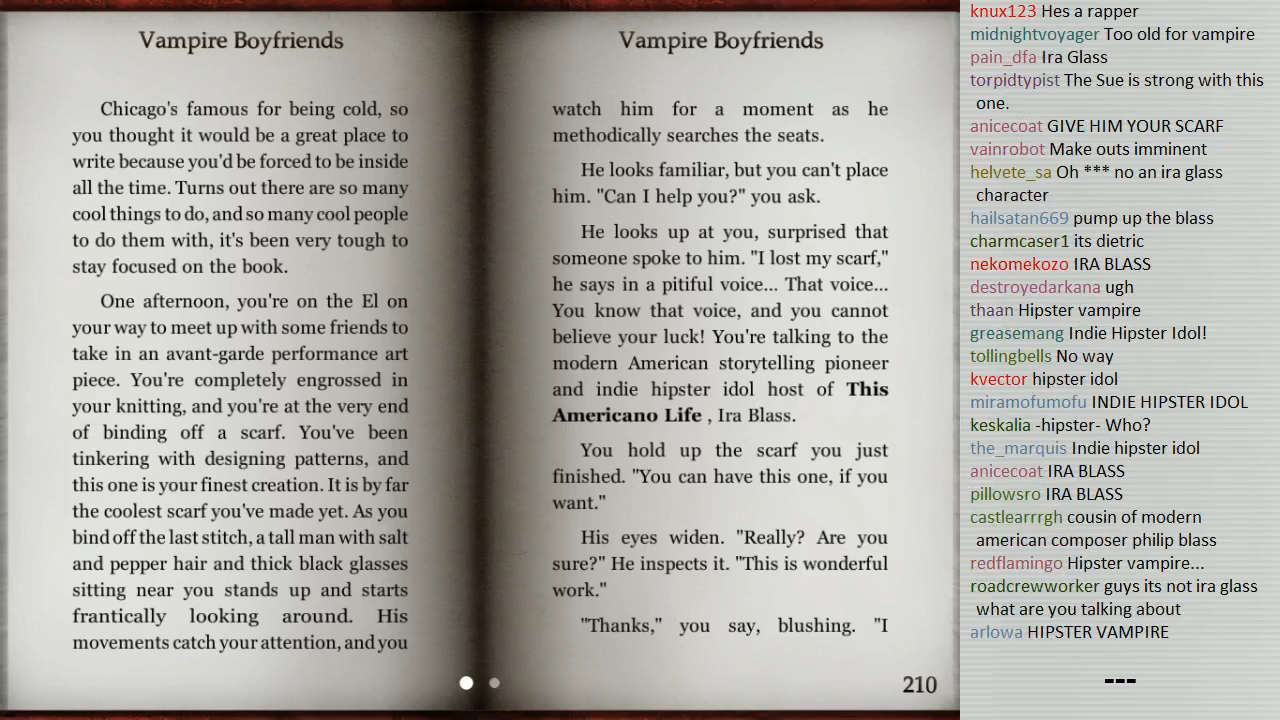 Vampire Boyfriends
Chicago's famous for being cold, so
you thought it would be a great place to
write because you'd be forced to be inside
all the time. Turns out there are so many
cool things to do, and so many cool people
to do them with, it's been very tough to
stay focused on the book.
One afternoon, you're on the El on
your way to meet up with some friends to
take in an avant-garde performance art
piece. You're completely engrossed in
your knitting, and you're at the very end
of binding off a scarf. You've been
tinkering with designing patterns, and
this one is your finest creation. It is by far
the coolest scarf you've made yet. As you
bind off the last stitch, a tall man with salt
and pepper hair and thick black glasses
sitting near you stands up and starts
frantically looking around. His
movements catch your attention, and you
Vampire Boyfriends
watch him for a moment as he
methodically searches the seats.
He looks familiar, but you can't place
him. "Can I help you?" you ask.
He looks up at you, surprised that
someone spoke to him. "I lost my scarf,"
he says in a pitiful voice... That voice...
You know that voice, and you cannot
believe your luck! You're talking to the
modern American storytelling pioneer
and indie hipster idol host of This
Americano Life , Ira Blass.
You hold up the scarf you just
finished. "You can have this one, if you
want."
His eyes widen. "Really? Are you
sure?" He inspects it. "This is wonderful
work."
"Thanks," you say, blushing. "I
210
knux123 Hes a rapper
midnightvoyager Too old for vampire
pain_dfa Ira Glass
torpidtypist The Sue is strong with this
one.
anicecoat GIVE HIM YOUR SCARF
vainrobot Make outs imminent
helvete_sa Oh *** no an ira glass
character
hailsatan669 pump up the blass
charmcaser1 its dietric
nekomekozo IRA BLASS
destroyedarkana ugh
thaan Hipster vampire
greasemang Indie Hipster Idol!
tollingbells No way
kvector hipster idol
miramofumofu INDIE HIPSTER IDOL
keskalia -hipster- Who?
the_marquis Indie hipster idol
anicecoat IRA BLASS
pillowsro IRA BLASS
castlearrrgh cousin of modern
american composer philip blass
redflamingo Hipster vampire...
roadcrewworker guys its not ira glass
what are you talking about
arlowa HIPSTER VAMPIRE
---